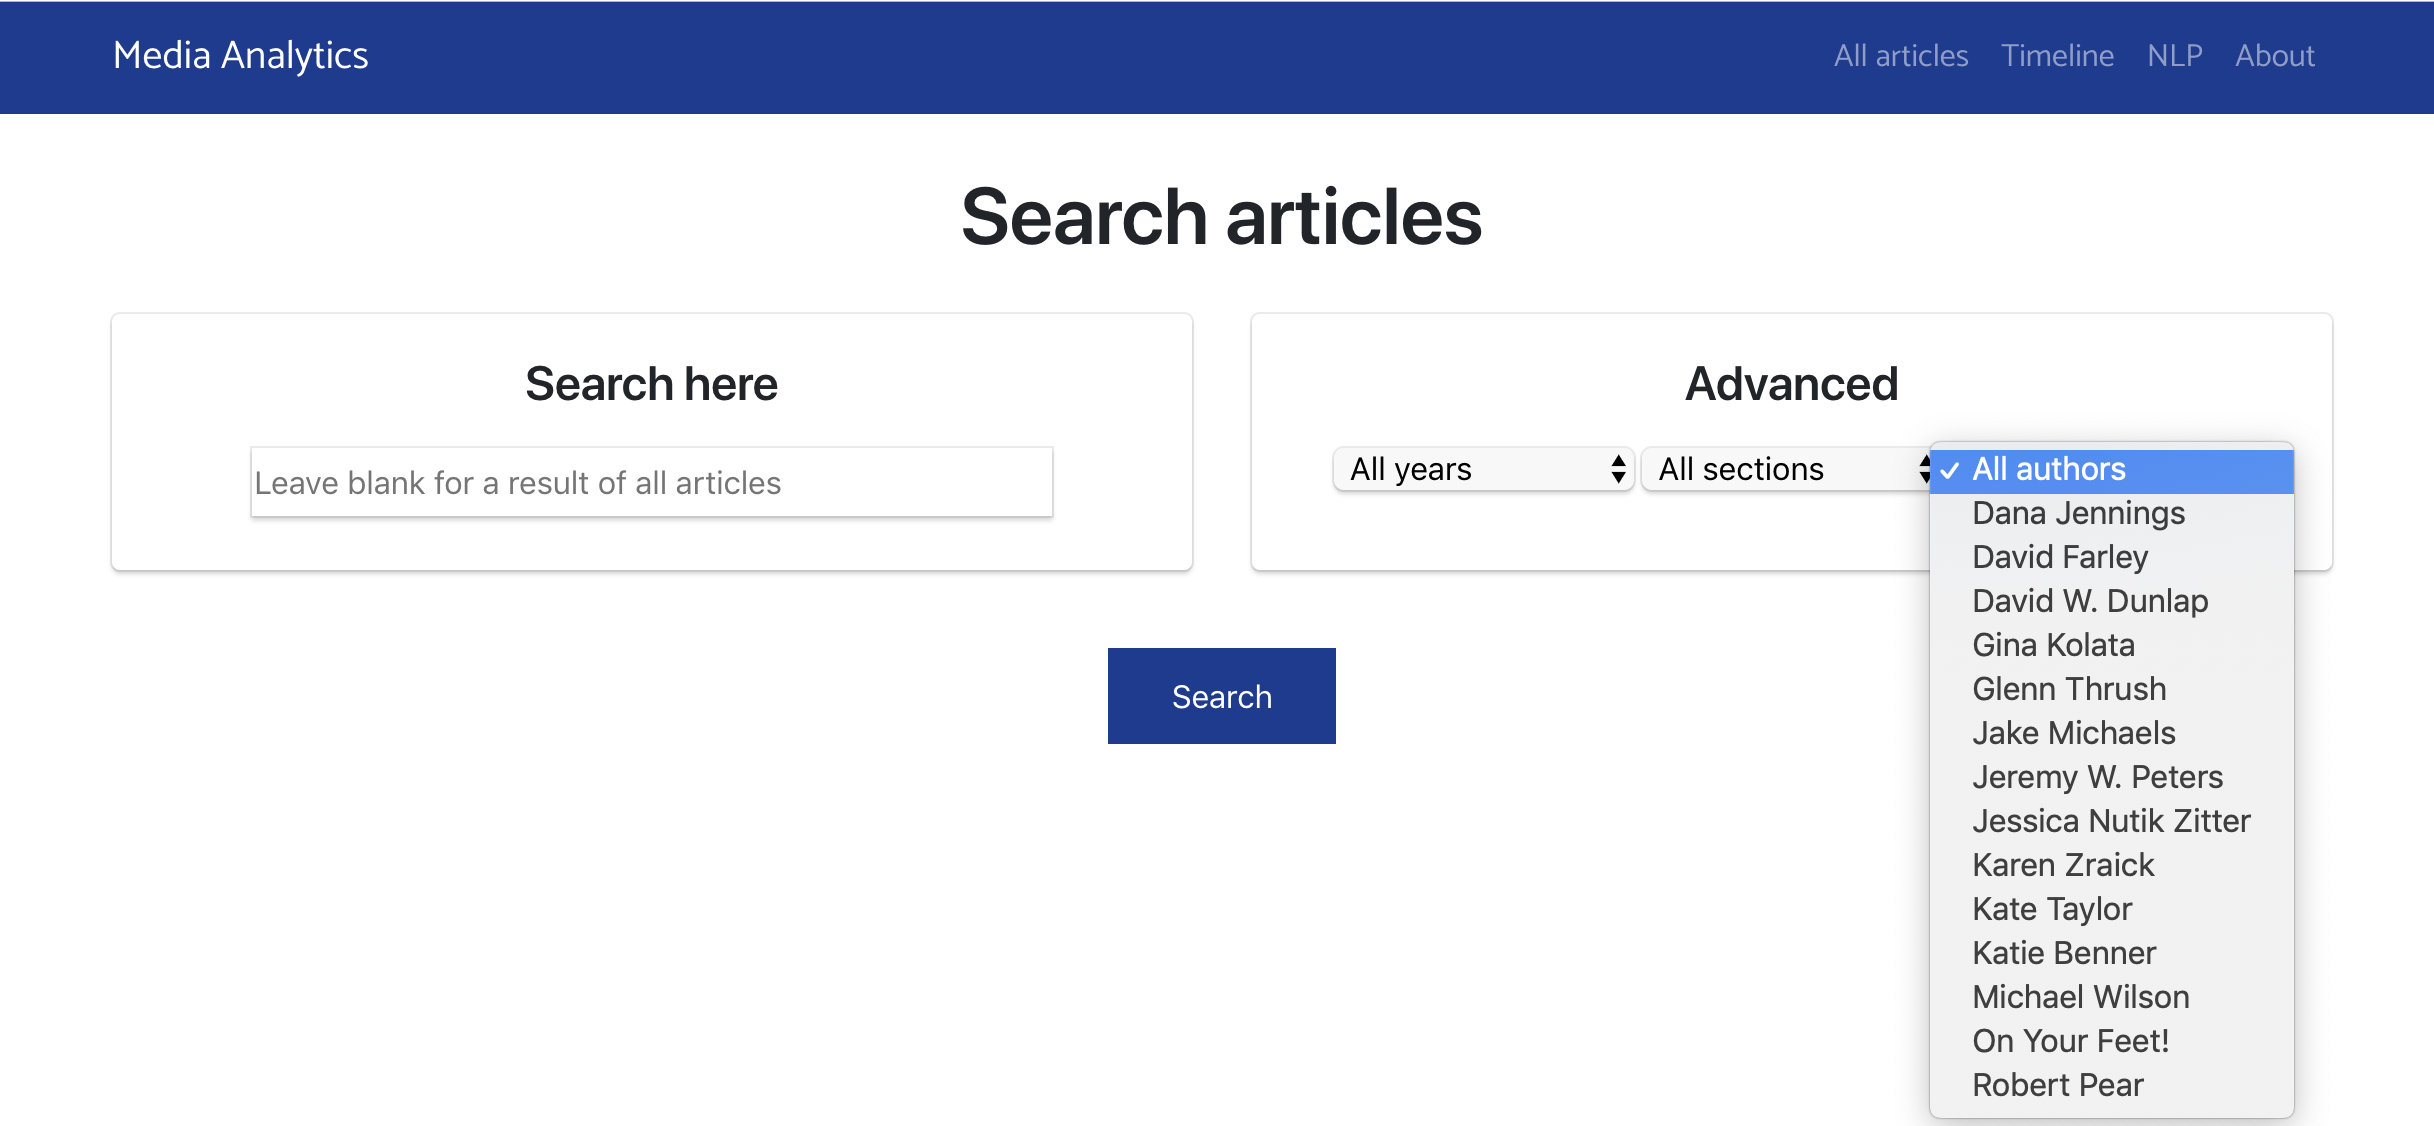 Media Analytics
All articles Timeline NLP About
Search articles
Search here
Leave blank for a result of all articles
Advanced
All years All sections ✓ All authors
Dana Jennings
David Farley
David W. Dunlap
Gina Kolata
Glenn Thrush
Jake Michaels
Jeremy W. Peters
Jessica Nutik Zitter
Karen Zraick
Kate Taylor
Katie Benner
Michael Wilson
On Your Feet!
Robert Pear
Search